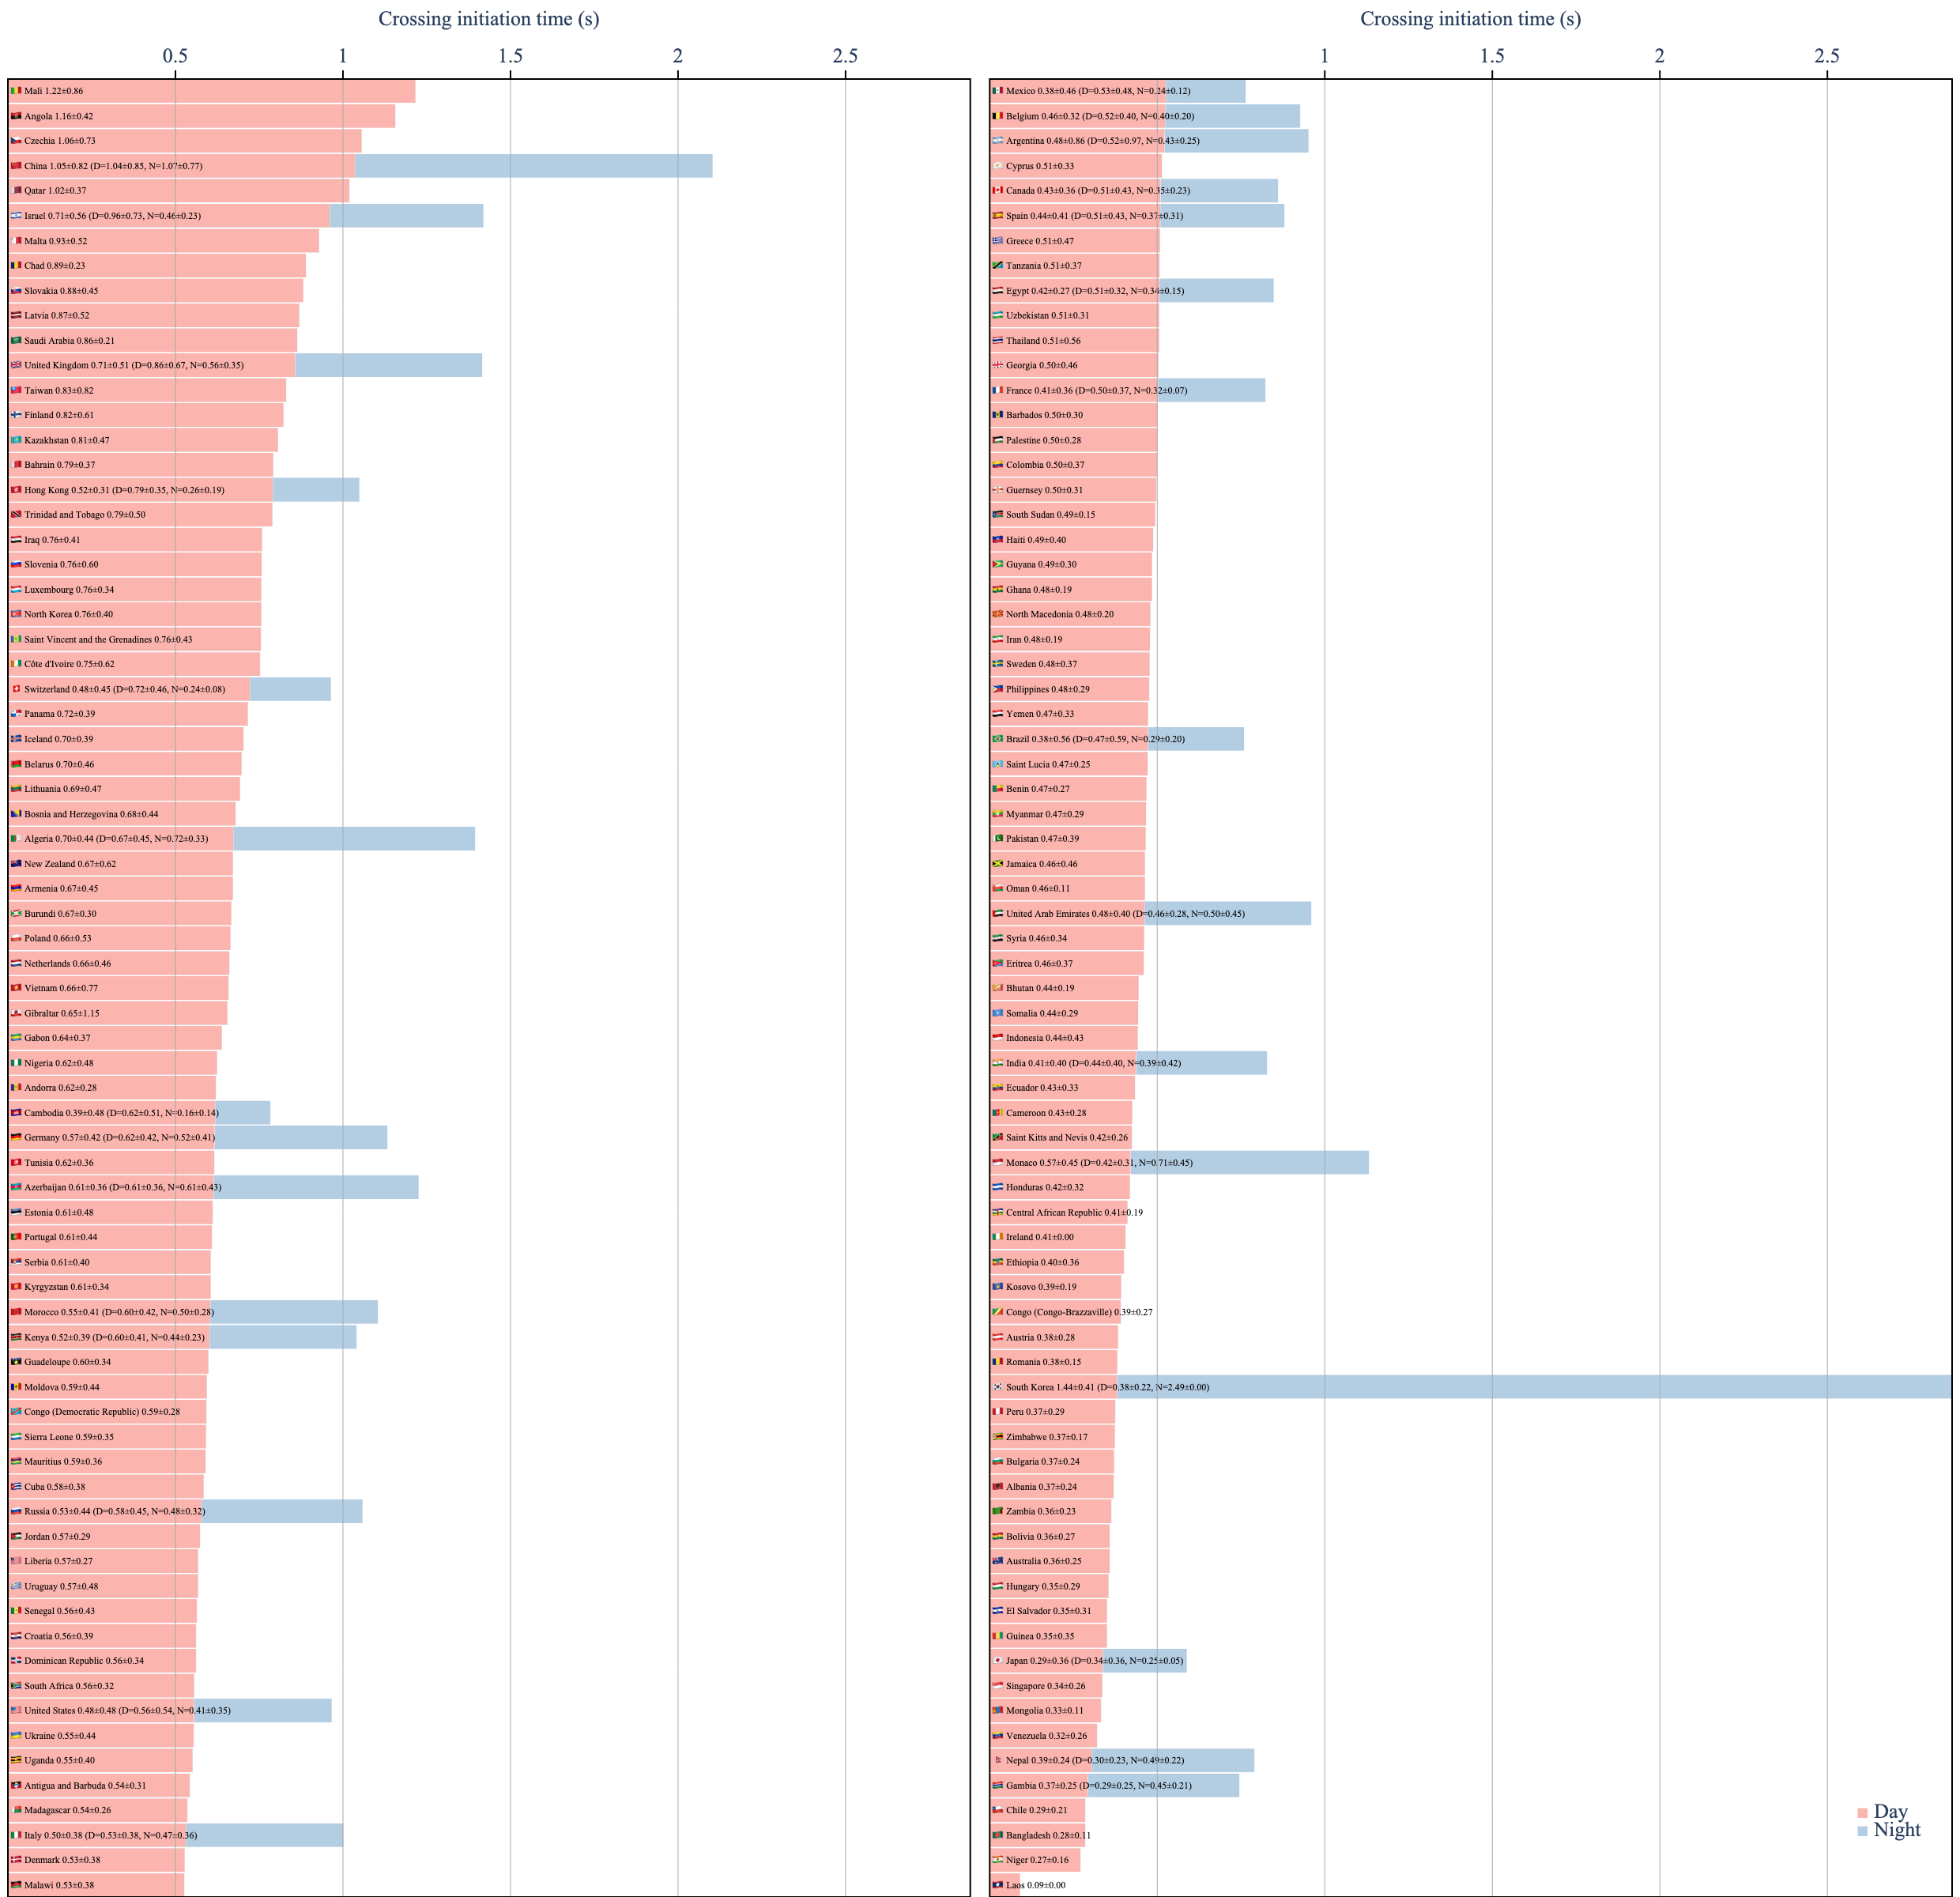 Crossing initiation time (s)
0.5 1 1.5 2 2.5
Mali 1.22±0.86
Angola 1.16±0.42
Czechia 1.06±0.73
China 1.05±0.82 (D=1.04±0.85, N=1.07±0.77)
Qatar 1.02±0.37
Israel 0.71±0.56 (D=0.96±0.73, N=0.46±0.23)
Malta 0.93±0.52
Chad 0.89±0.23
Slovakia 0.88±0.45
Latvia 0.87±0.52
Saudi Arabia 0.86±0.21
United Kingdom 0.71±0.51 (D=0.86±0.67, N=0.56±0.35)
Taiwan 0.83±0.82
Finland 0.82±0.61
Kazakhstan 0.81±0.47
Bahrain 0.79±0.37
Hong Kong 0.52±0.31 (D=0.79±0.35, N=0.26±0.19)
Trinidad and Tobago 0.79±0.50
Iraq 0.76±0.41
Slovenia 0.76±0.60
Luxembourg 0.76±0.34
North Korea 0.76±0.40
Saint Vincent and the Grenadines 0.76±0.43
Côte d'Ivoire 0.75±0.62
Switzerland 0.48±0.45 (D=0.72±0.46, N=0.24±0.08)
Panama 0.72±0.39
Iceland 0.70±0.39
Belarus 0.70±0.46
Lithuania 0.69±0.47
Bosnia and Herzegovina 0.68±0.44
Algeria 0.70±0.44 (D=0.67±0.45, N=0.72±0.33)
New Zealand 0.67±0.62
Armenia 0.67±0.45
Burundi 0.67±0.30
Poland 0.66±0.53
Netherlands 0.66±0.46
Vietnam 0.66±0.77
Gibraltar 0.65±1.15
Gabon 0.64±0.37
Nigeria 0.62±0.48
Andorra 0.62±0.28
Cambodia 0.39±0.48 (D=0.62±0.51, N=0.16±0.14)
Germany 0.57±0.42 (D=0.62±0.42, N=0.52±0.41)
Tunisia 0.62±0.36
Azerbaijan 0.61±0.36 (D=0.61±0.36, N=0.61±0.43)
Estonia 0.61±0.48
Portugal 0.61±0.44
Serbia 0.61±0.40
Kyrgyzstan 0.61±0.34
Morocco 0.55±0.41 (D=0.60±0.42, N=0.50±0.28)
Kenya 0.52±0.39 (D=0.60±0.41, N=0.44±0.23)
Guadeloupe 0.60±0.34
Moldova 0.59±0.44
Congo (Democratic Republic) 0.59±0.28
Sierra Leone 0.59±0.35
Mauritius 0.59±0.36
Cuba 0.58±0.38
Russia 0.53±0.44 (D=0.58±0.45, N=0.48±0.32)
Jordan 0.57±0.29
Liberia 0.57±0.27
Uruguay 0.57±0.48
Senegal 0.56±0.43
Croatia 0.56±0.39
Dominican Republic 0.56±0.34
South Africa 0.56±0.32
United States 0.48±0.48 (D=0.56±0.54, N=0.41±0.35)
Ukraine 0.55±0.44
Uganda 0.55±0.40
Antigua and Barbuda 0.54±0.31
Madagascar 0.54±0.26
Italy 0.50±0.38 (D=0.53±0.38, N=0.47±0.36)
Denmark 0.53±0.38
Malawi 0.53±0.38
Crossing initiation time (s)
1 1.5 2 2.5
Mexico 0.38±0.46 (D=0.53±0.48, N=0.24±0.12)
Belgium 0.46±0.32 (D=0.52±0.40, N=0.40±0.20)
Argentina 0.48±0.86 (D=0.52±0.97, N=0.43±0.25)
Cyprus 0.51±0.33
Canada 0.43±0.36 (D=0.51±0.43, N=0.35±0.23)
Spain 0.44±0.41 (D=0.51±0.43, N=0.37±0.31)
Greece 0.51±0.47
Tanzania 0.51±0.37
Egypt 0.42±0.27 (D=0.51±0.32, N=0.34±0.15)
Uzbekistan 0.51±0.31
Thailand 0.51±0.56
Georgia 0.50±0.46
France 0.41±0.36 (D=0.50±0.37, N=0.32±0.07)
Barbados 0.50±0.30
Palestine 0.50±0.28
Colombia 0.50±0.37
Guernsey 0.50±0.31
South Sudan 0.49±0.15
Haiti 0.49±0.40
Guyana 0.49±0.30
Ghana 0.48±0.19
North Macedonia 0.48±0.20
Iran 0.48±0.19
Sweden 0.48±0.37
Philippines 0.48±0.29
Yemen 0.47±0.33
Brazil 0.38±0.56 (D=0.47±0.59, N=0.29±0.20)
Saint Lucia 0.47±0.25
Benin 0.47±0.27
Myanmar 0.47±0.29
Pakistan 0.47±0.39
Jamaica 0.46±0.46
Oman 0.46±0.11
United Arab Emirates 0.48±0.40 (D=0.46±0.28, N=0.50±0.45)
Syria 0.46±0.34
Eritrea 0.46±0.37
Bhutan 0.44±0.19
Somalia 0.44±0.29
Indonesia 0.44±0.43
India 0.41±0.40 (D=0.44±0.40, N=0.39±0.42)
Ecuador 0.43±0.33
Cameroon 0.43±0.28
Saint Kitts and Nevis 0.42±0.26
Monaco 0.57±0.45 (D=0.42±0.31, N=0.71±0.45)
Honduras 0.42±0.32
Central African Republic 0.41±0.19
Ireland 0.41±0.00
Ethiopia 0.40±0.36
Kosovo 0.39±0.19
Congo (Congo-Brazzaville) 0.39±0.27
Austria 0.38±0.28
Romania 0.38±0.15
South Korea 1.44±0.41 (D=0.38±0.22, N=2.49±0.00)
Peru 0.37±0.29
Zimbabwe 0.37±0.17
Bulgaria 0.37±0.24
Albania 0.37±0.24
Zambia 0.36±0.23
Bolivia 0.36±0.27
Australia 0.36±0.25
Hungary 0.35±0.29
El Salvador 0.35±0.31
Guinea 0.35±0.35
Japan 0.29±0.36 (D=0.34±0.36, N=0.25±0.05)
Singapore 0.34±0.26
Mongolia 0.33±0.11
Venezuela 0.32±0.26
Nepal 0.39±0.24 (D=0.30±0.23, N=0.49±0.22)
Gambia 0.37±0.25 (D=0.29±0.25, N=0.45±0.21)
Chile 0.29±0.21
Bangladesh 0.28±0.11
Niger 0.27±0.16
Laos 0.09±0.00
Day
Night